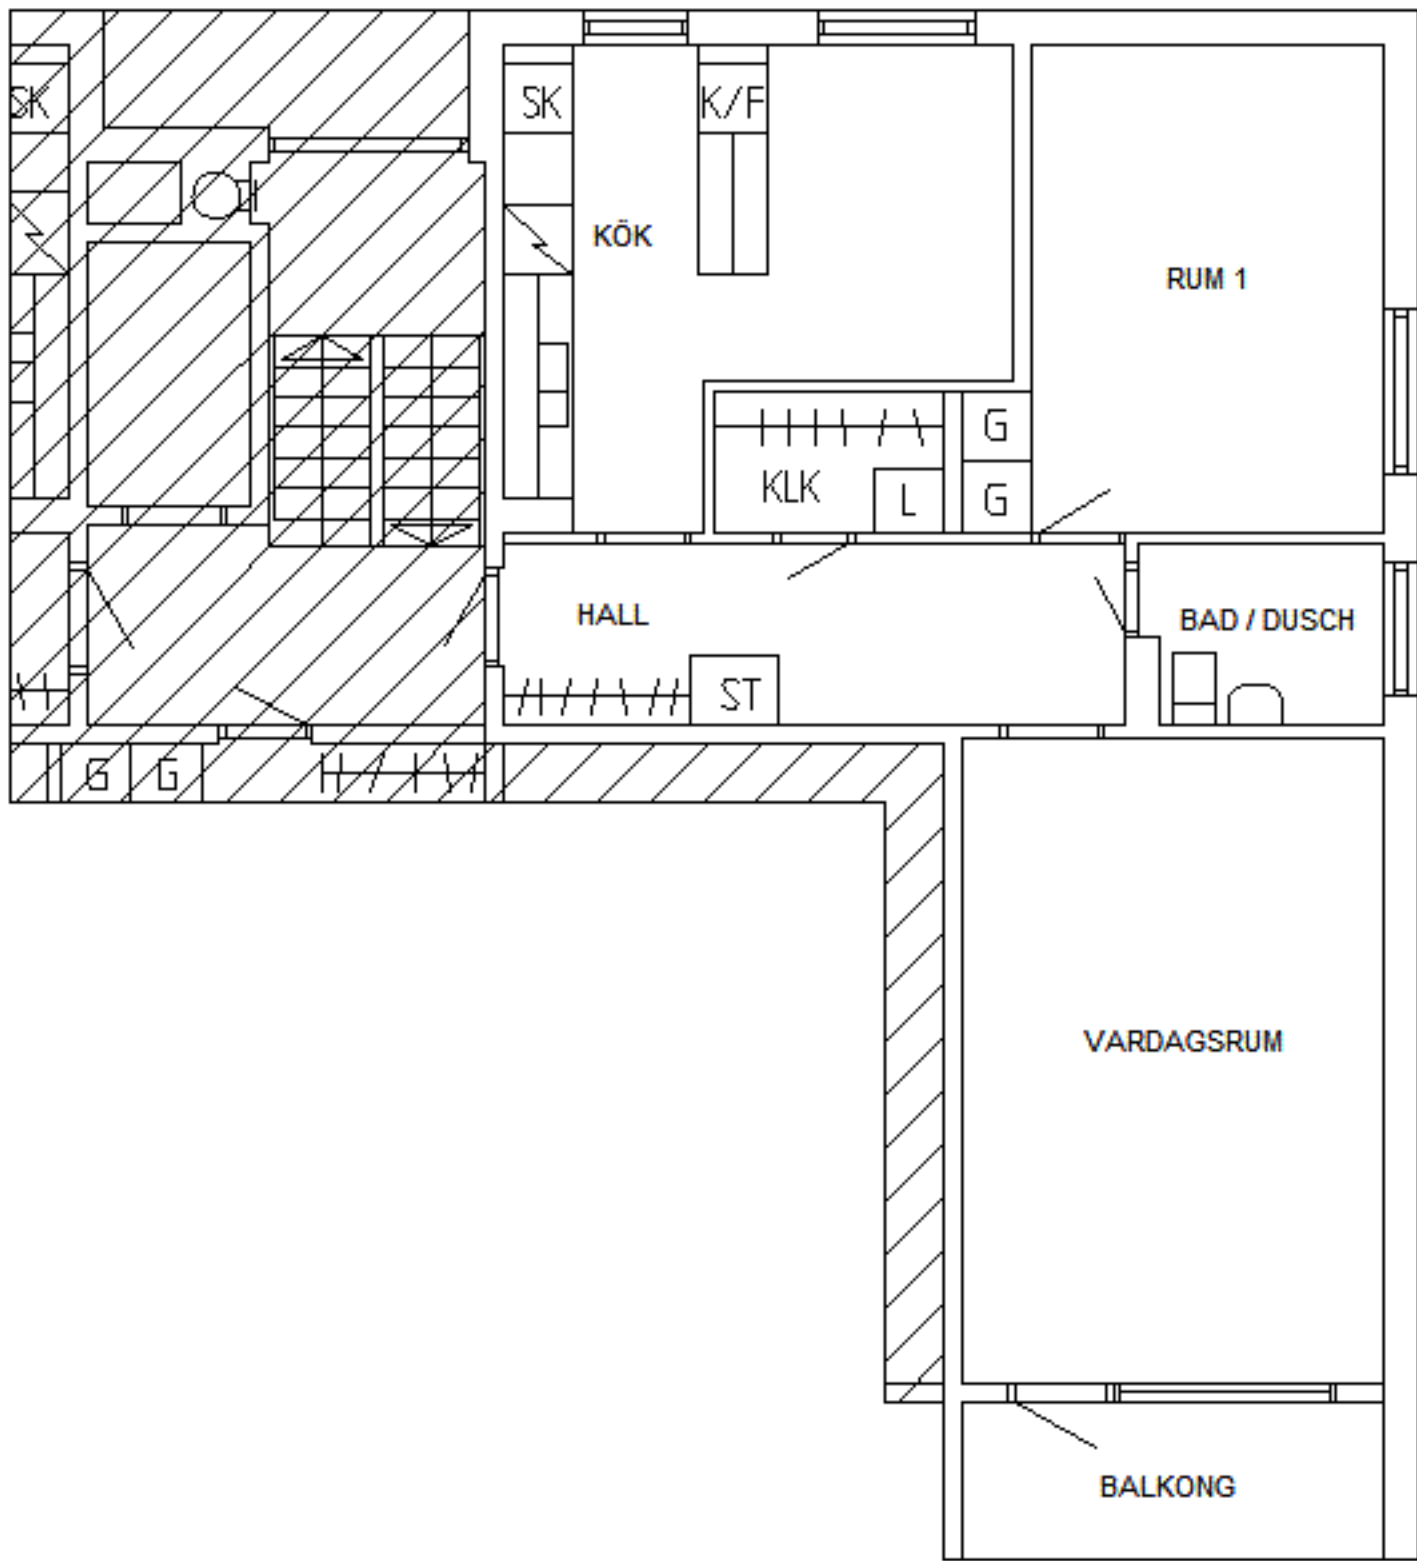 SK
SK
K/F
KÖK
RUM 1
G
G
KLK
L
HALL
BAD / DUSCH
ST
G
G
VARDAGSRUM
BALKONG